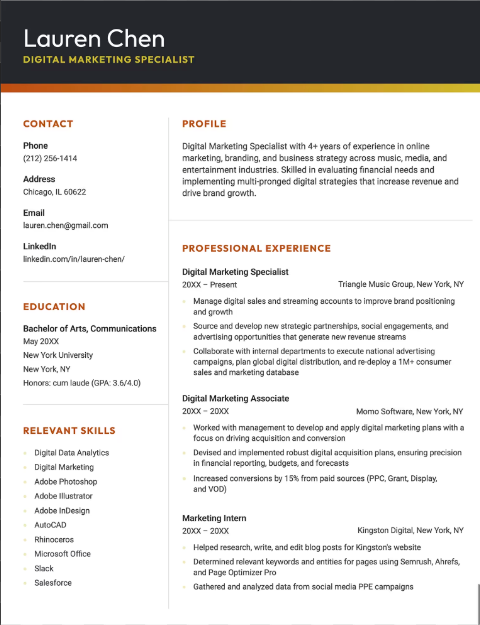 Lauren Chen
DIGITAL MARKETING SPECIALIST
CONTACT
Phone
(212) 256-1414
Address
Chicago, IL 60622
Email
lauren.chen@gmail.com
LinkedIn
linkedin.com/in/lauren-chen/
EDUCATION
Bachelor of Arts, Communications
May 20XX
New York University
New York, NY
Honors: cum laude (GPA: 3.6/4.0)
RELEVANT SKILLS
Digital Data Analytics
Digital Marketing
Adobe Photoshop
Adobe Illustrator
Adobe InDesign
AutoCAD
Rhinoceros
Microsoft Office
Slack
Salesforce
PROFILE
Digital Marketing Specialist with 4+ years of experience in online
marketing, branding, and business strategy across music, media, and
entertainment industries. Skilled in evaluating financial needs and
implementing multi-pronged digital strategies that increase revenue and
drive brand growth.
PROFESSIONAL EXPERIENCE
Digital Marketing Specialist
20XX – Present Triangle Music Group, New York, NY
Manage digital sales and streaming accounts to improve brand positioning
and growth
Source and develop new strategic partnerships, social engagements, and
advertising opportunities that generate new revenue streams
Collaborate with internal departments to execute national advertising
campaigns, plan global digital distribution, and re-deploy a 1M+ consumer
sales and marketing database
Digital Marketing Associate
20XX – 20XX Momo Software, New York, NY
Worked with management to develop and apply digital marketing plans with a
focus on driving acquisition and conversion
Devised and implemented robust digital acquisition plans, ensuring precision
in financial reporting, budgets, and forecasts
Increased conversions by 15% from paid sources (PPC, Grant, Display,
and VOD)
Marketing Intern
20XX – 20XX Kingston Digital, New York, NY
Helped research, write, and edit blog posts for Kingston's website
Determined relevant keywords and entities for pages using Semrush, Ahrefs,
and Page Optimizer Pro
Gathered and analyzed data from social media PPE campaigns